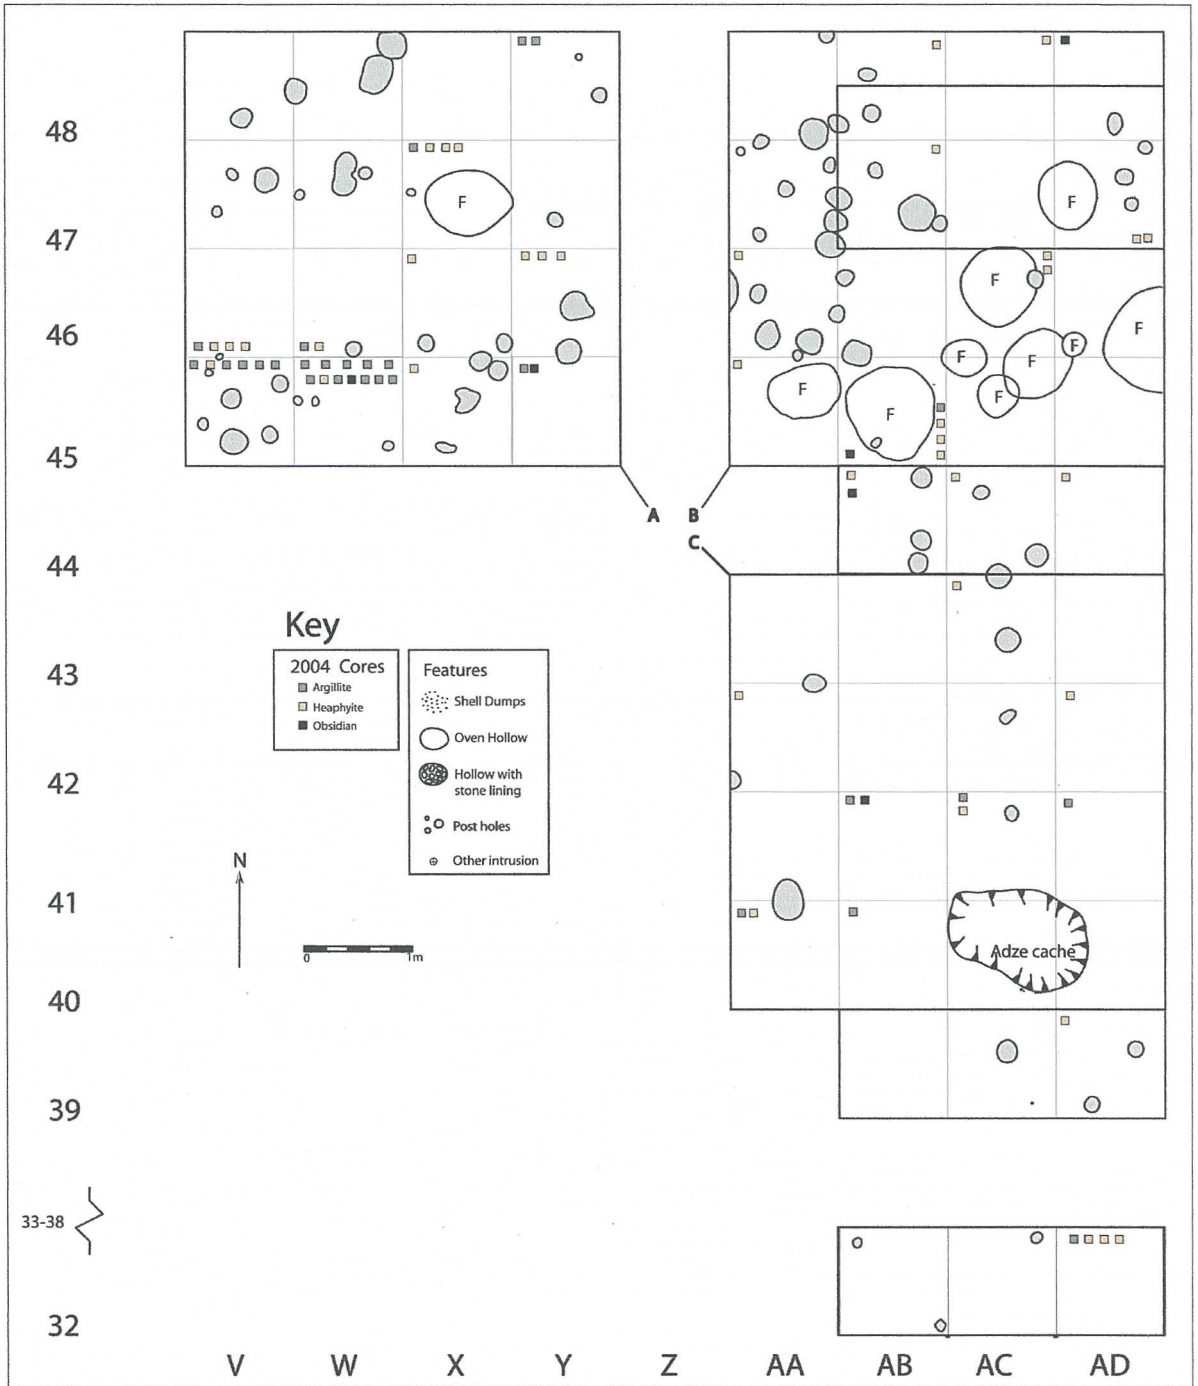 48
47
F
F
46
F
F
F
F
F
F
F
F
45
A
B
C
44
Key
2004 Cores
Argillite
Heaphyite
Obsidian
Features
Shell Dumps
Oven Hollow
Hollow with
stone lining
Post holes
Other intrusion
43
42
N
41
0
1m
Adze cache
40
39
33-38
32
V
W
X
Y
Z
AA
AB
AC
AD